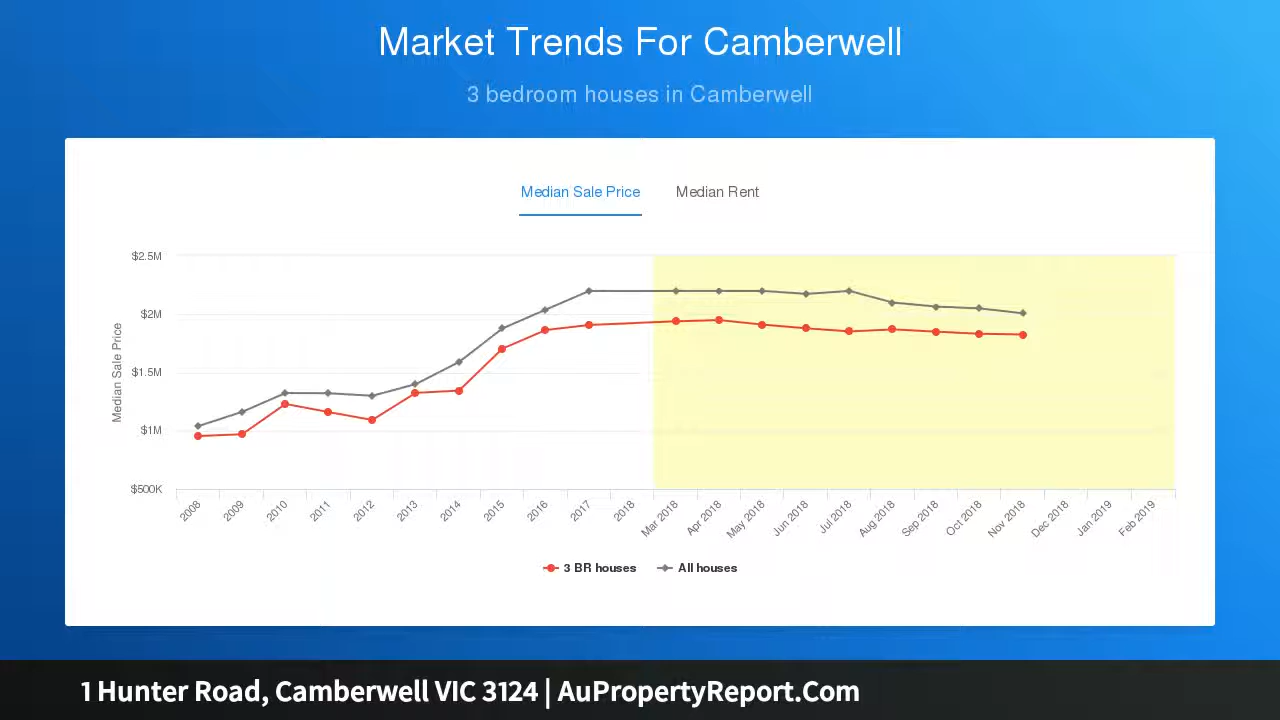 Market Trends For Camberwell
3 bedroom houses in Camberwell
Median Sale Price Median Rent
Median Sale Price
$2.5M
$2M
$1.5M
$1M
$500K
2008 2009 2010 2011 2012 2013 2014 2015 2016 2017 2018 Mar 2018 Apr 2018 May 2018 Jun 2018 Jul 2018 Aug 2018 Sep 2018 Oct 2018 Nov 2018 Dec 2018 Jan 2019 Feb 2019
3 BR houses All houses
1 Hunter Road, Camberwell VIC 3124 | AuPropertyReport.Com